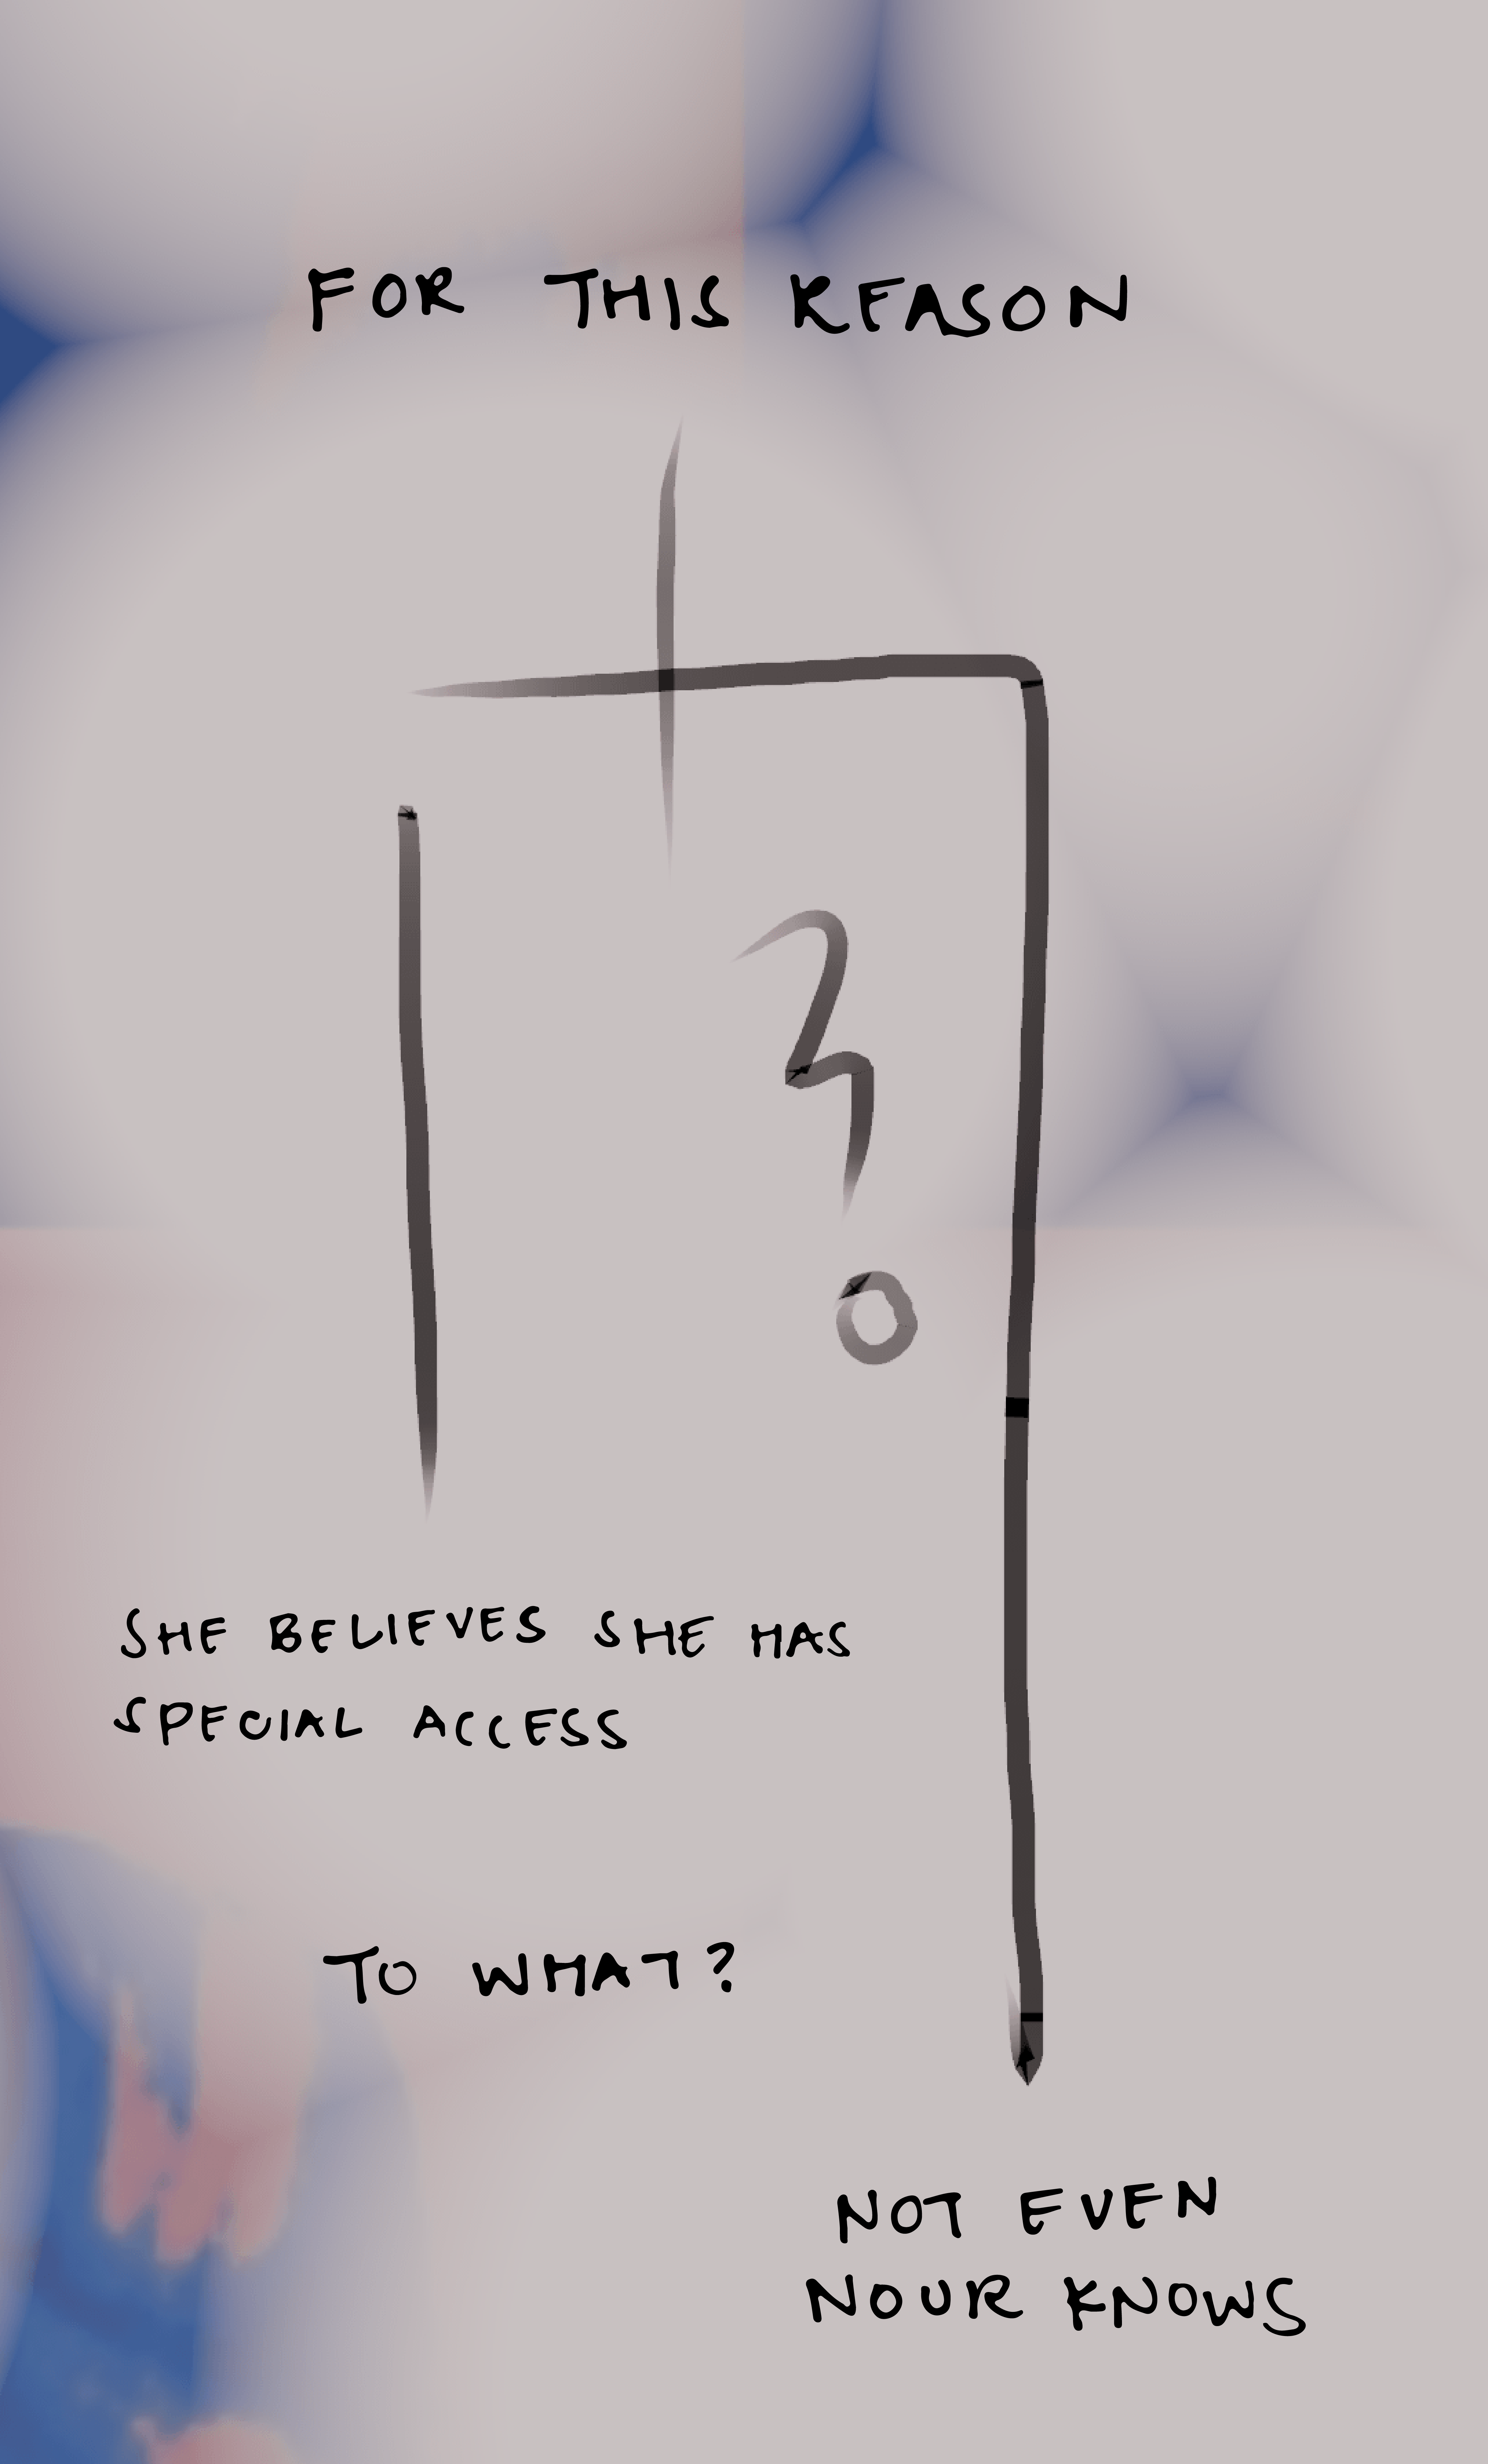 FOR THIS REASON
SHE BELIEVES SHE HAS
SPECIAL ACCESS
TO WHAT?
NOT EVEN
NOUR KNOWS